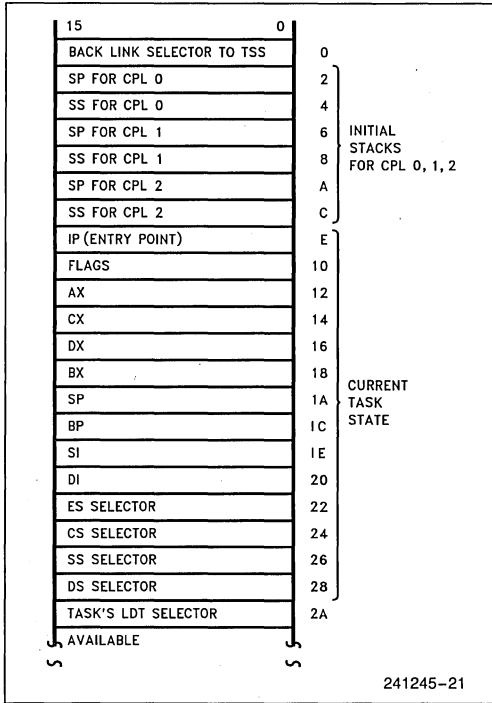 15 0
BACK LINK SELECTOR TO TSS 0
SP FOR CPL 0 2
SS FOR CPL 0 4
SP FOR CPL 1 6
SS FOR CPL 1 8
SP FOR CPL 2 A
SS FOR CPL 2 C
INITIAL
STACKS
FOR CPL 0, 1, 2
IP (ENTRY POINT) E
FLAGS 10
AX 12
CX 14
DX 16
BX 18
SP 1A
BP 1C
SI 1E
DI 20
ES SELECTOR 22
CS SELECTOR 24
SS SELECTOR 26
DS SELECTOR 28
CURRENT
TASK
STATE
TASK'S LDT SELECTOR 2A
AVAILABLE
241245-21